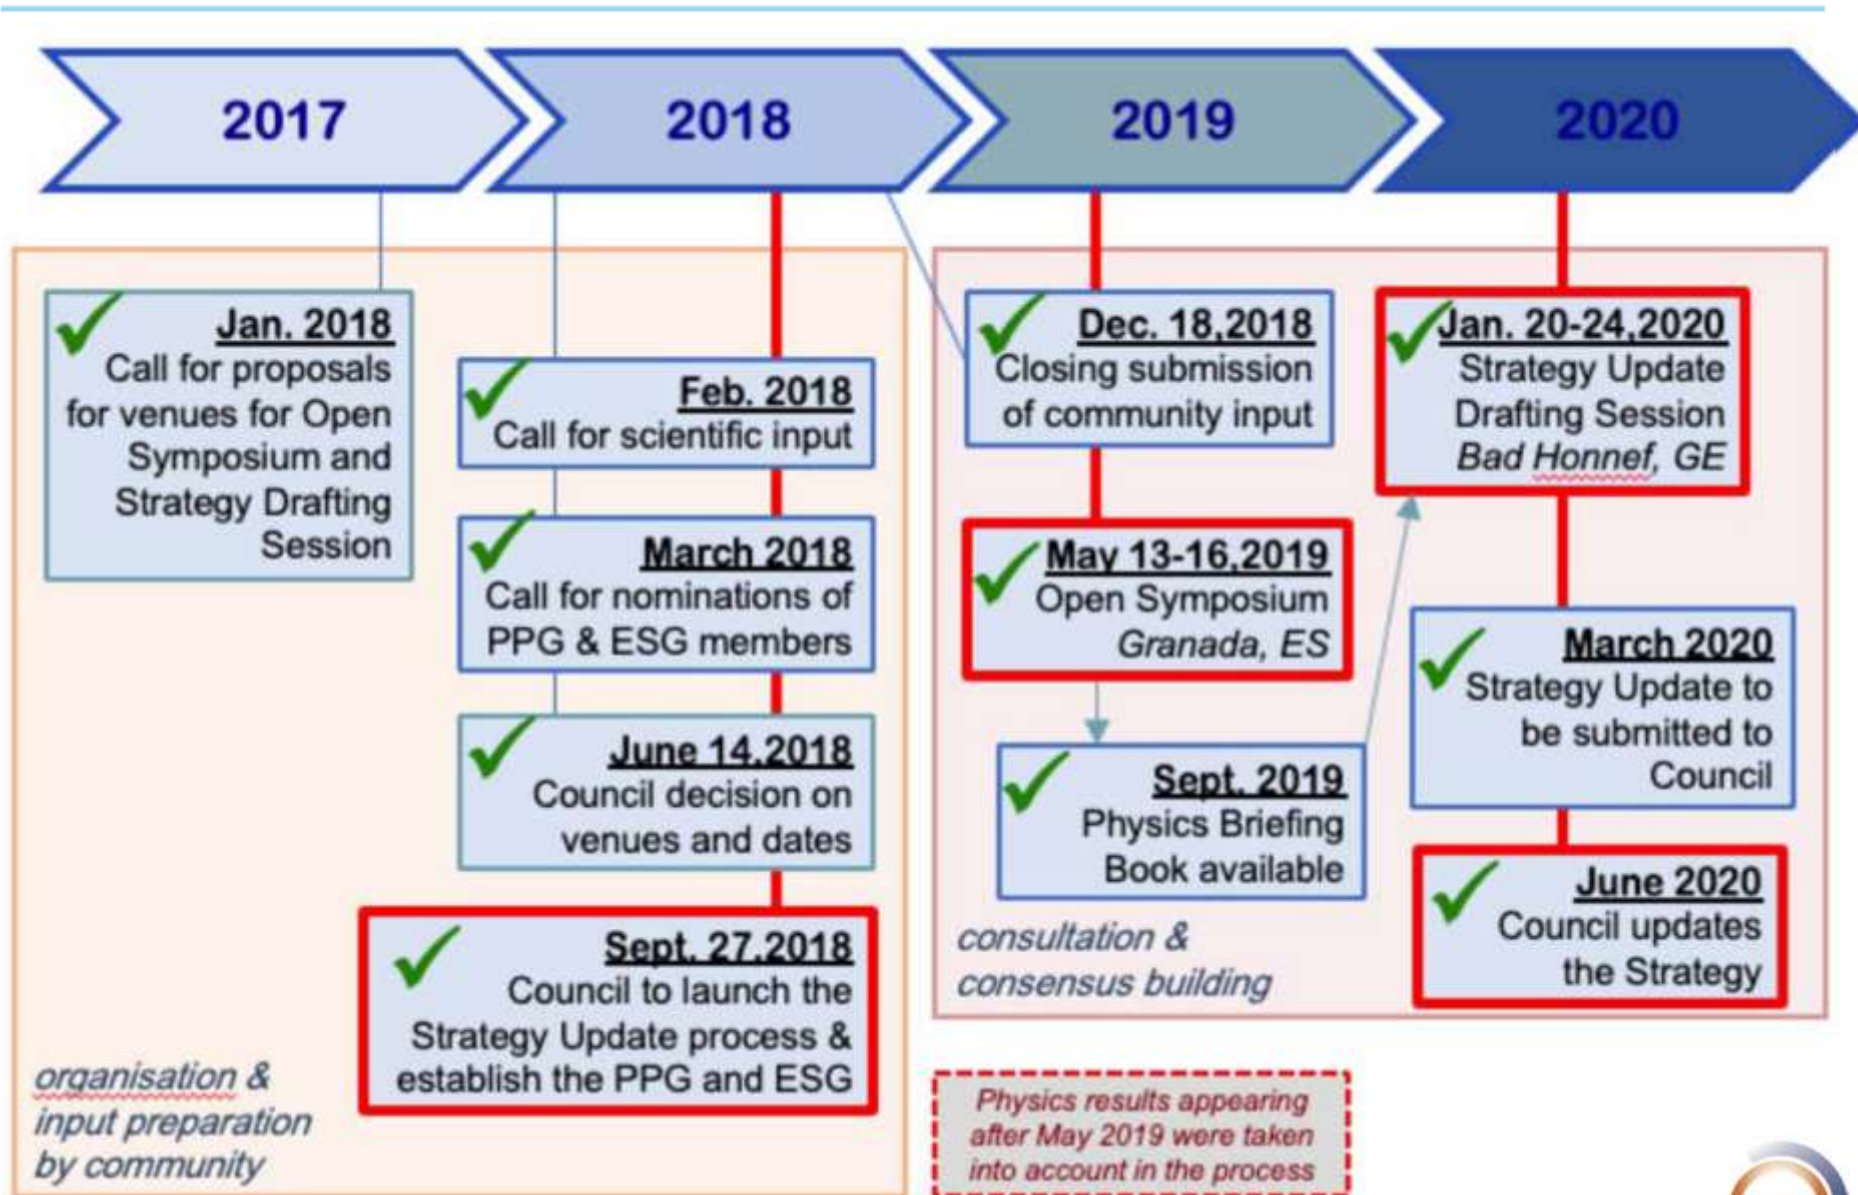 2017
2018
2019
2020
Jan. 2018
Call for proposals
for venues for Open
Symposium and
Strategy Drafting
Session
Feb. 2018
Call for scientific input
March 2018
Call for nominations of
PPG & ESG members
June 14,2018
Council decision on
venues and dates
Sept. 27,2018
Council to launch the
Strategy Update process &
establish the PPG and ESG
organisation &
input preparation
by community
Dec. 18,2018
Closing submission
of community input
May 13-16,2019
Open Symposium
Granada, ES
Sept. 2019
Physics Briefing
Book available
consultation &
consensus building
Jan. 20-24,2020
Strategy Update
Drafting Session
Bad Honnef, GE
March 2020
Strategy Update to
be submitted to
Council
June 2020
Council updates
the Strategy
Physics results appearing
after May 2019 were taken
into account in the process